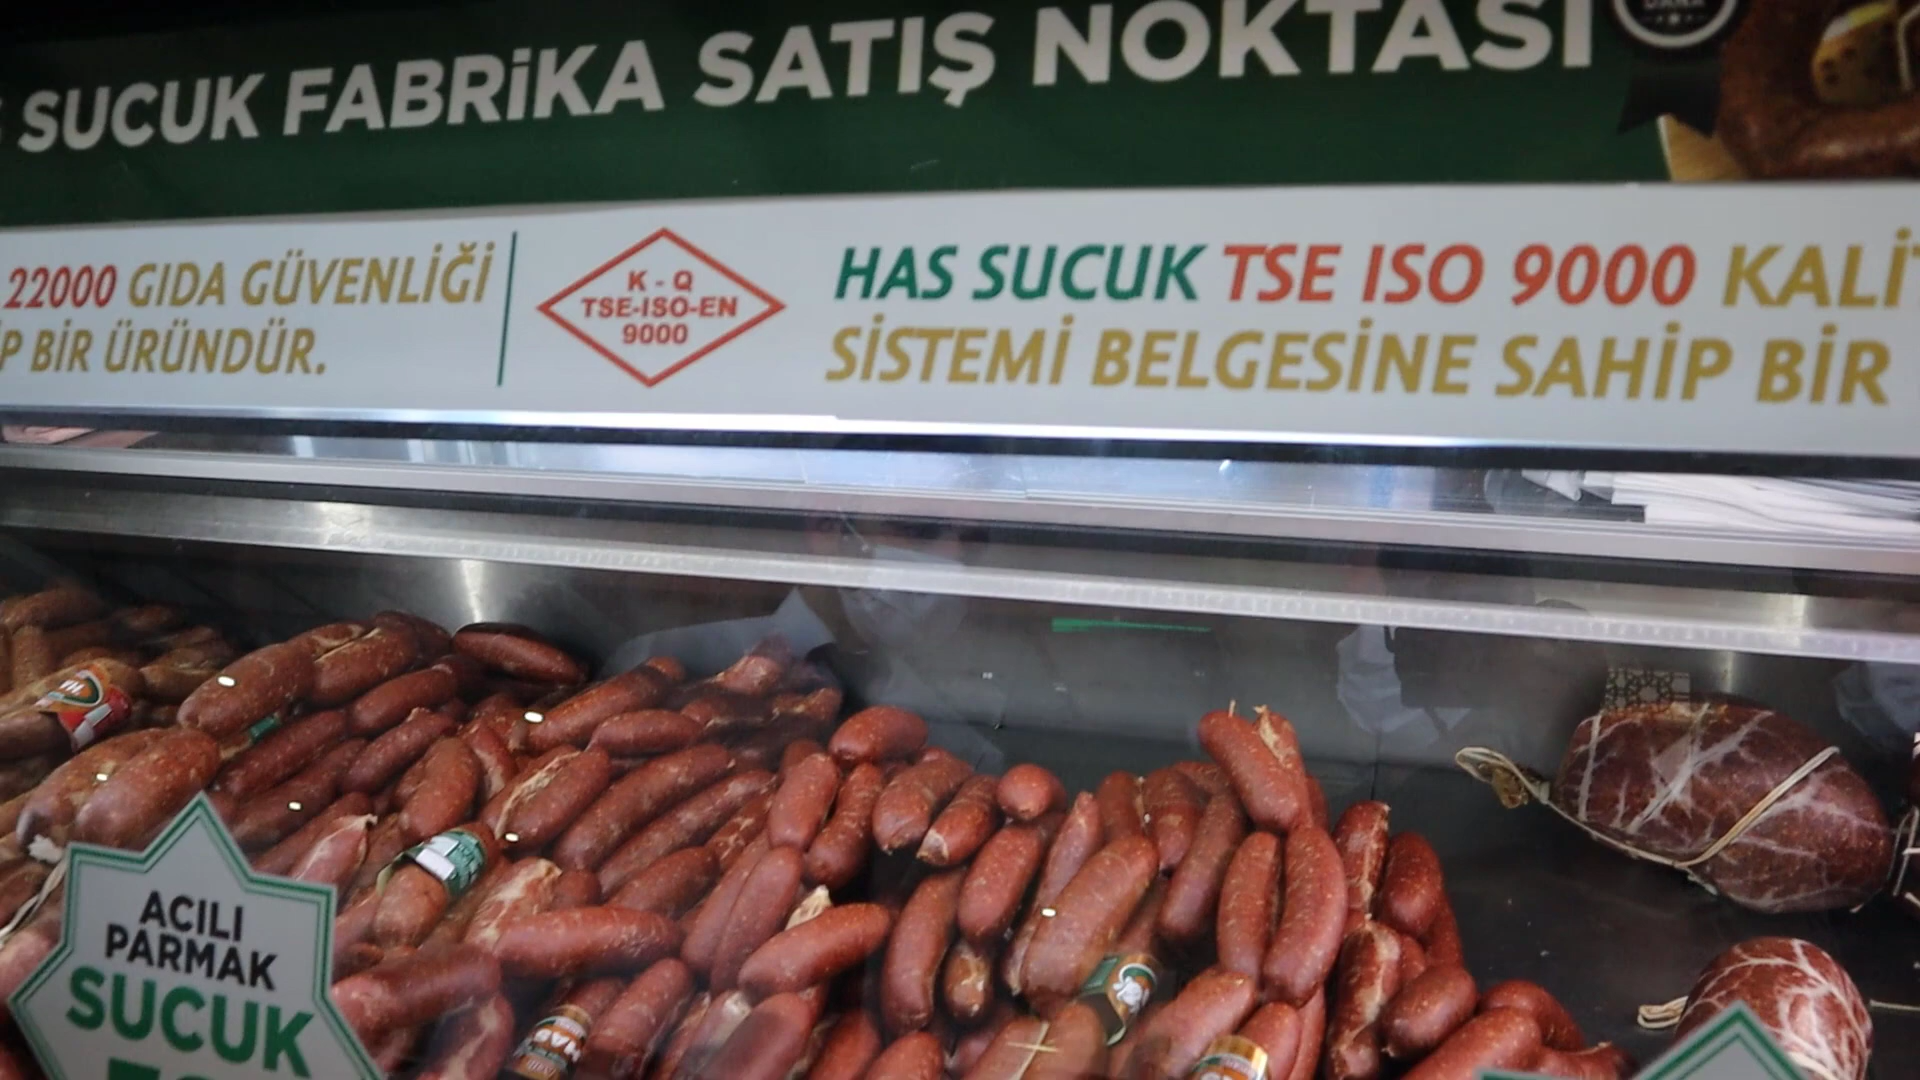 SUCUK FABRİKA SATIŞ NOKTASI
22000 GIDA GÜVENLİĞİ
BİR ÜRÜNDÜR.
K - Q
TSE-ISO-EN
9000
HAS SUCUK TSE ISO 9000
SİSTEMİ BELGESİNE SAHİP BİR
ACILI
PARMAK
SUCUK